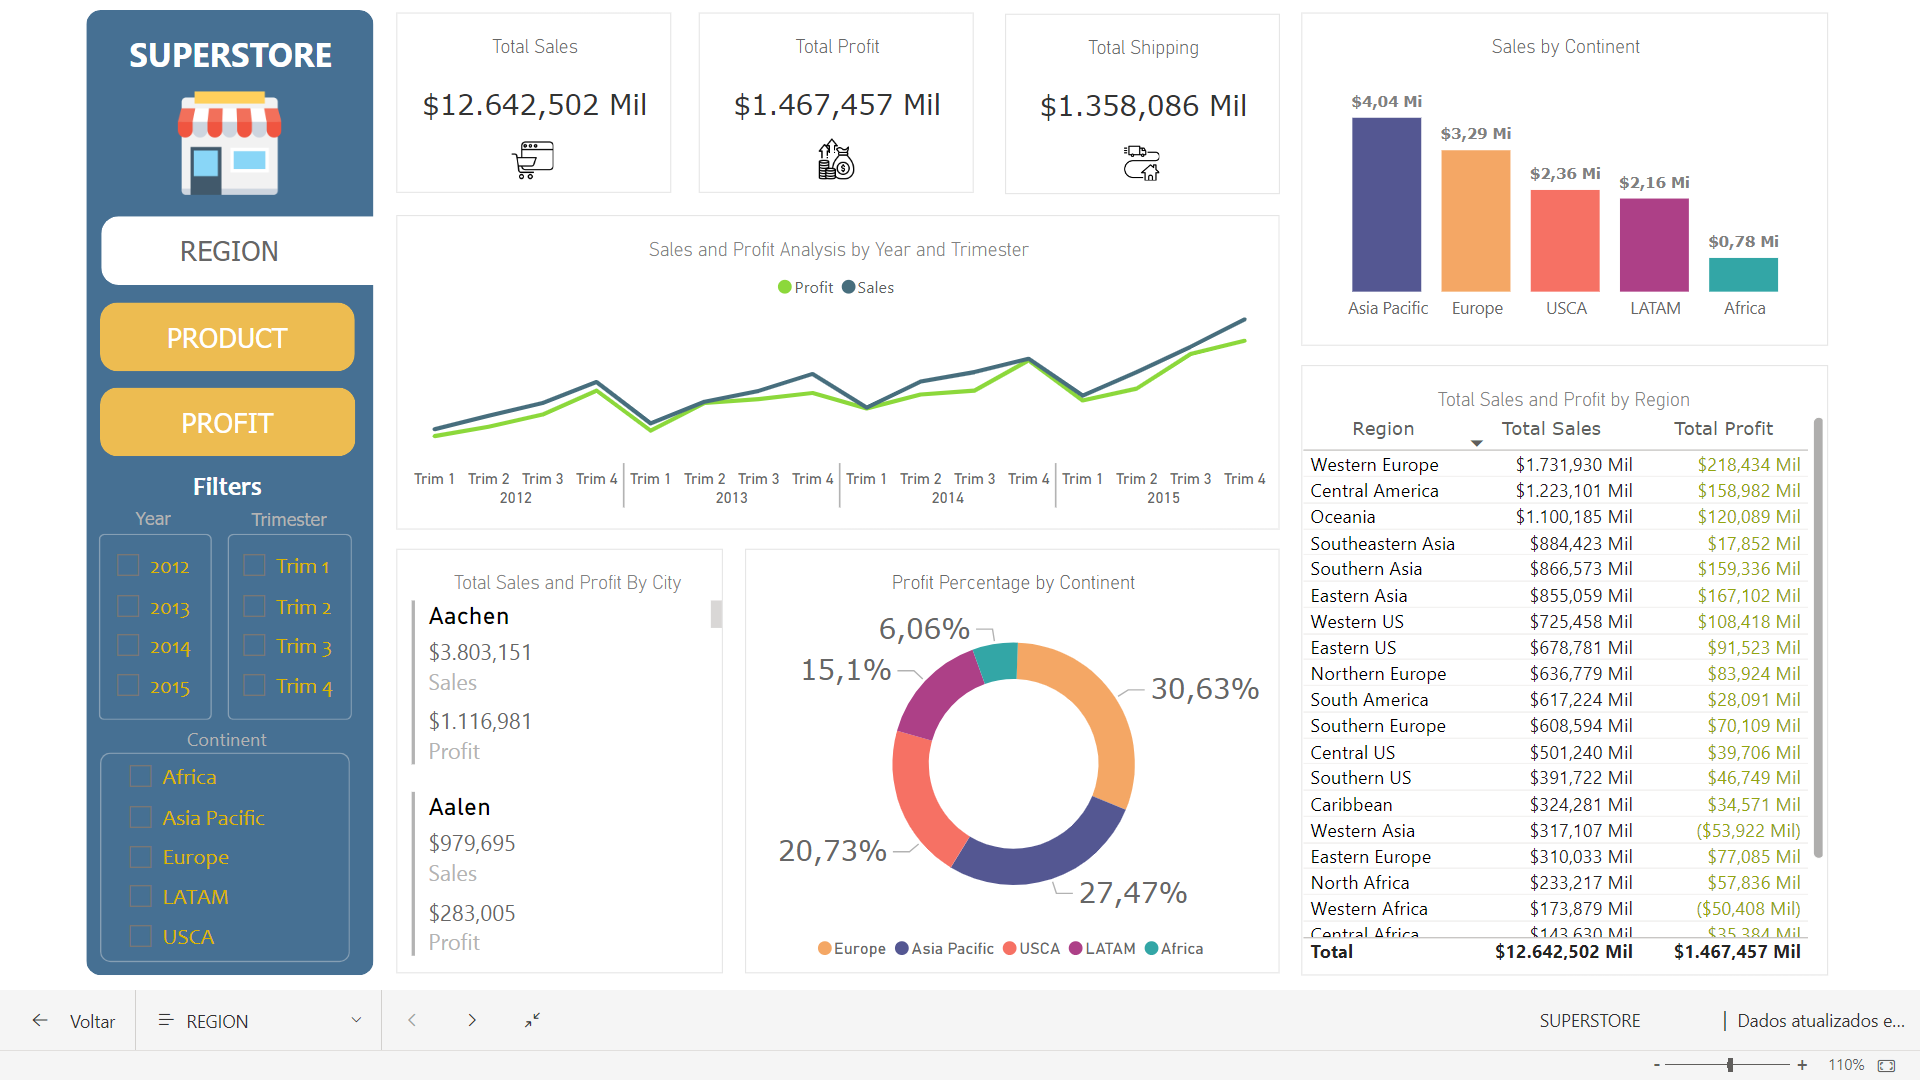 SUPERSTORE
REGION
PRODUCT
PROFIT
Filters
Year
Trimester
2012
2013
2014
2015
Trim 1
Trim 2
Trim 3
Trim 4
Continent
Africa
Asia Pacific
Europe
LATAM
USCA
Total Sales
$12.642,502 Mil
Total Profit
$1.467,457 Mil
Total Shipping
$1.358,086 Mil
Sales and Profit Analysis by Year and Trimester
Profit Sales
Trim 1 Trim 2 Trim 3 Trim 4 Trim 1 Trim 2 Trim 3 Trim 4 Trim 1 Trim 2 Trim 3 Trim 4 Trim 1 Trim 2 Trim 3 Trim 4
2012 2013 2014 2015
Total Sales and Profit By City
Aachen
$3.803,151
Sales
$1.116,981
Profit
Aalen
$979,695
Sales
$283,005
Profit
Profit Percentage by Continent
6,06%
15,1%
30,63%
20,73%
27,47%
Europe Asia Pacific USCA LATAM Africa
Sales by Continent
$4,04 Mi
$3,29 Mi
$2,36 Mi
$2,16 Mi
$0,78 Mi
Asia Pacific Europe USCA LATAM Africa
Total Sales and Profit by Region
Region Total Sales Total Profit
Western Europe $1.731,930 Mil $218,434 Mil
Central America $1.223,101 Mil $158,982 Mil
Oceania $1.100,185 Mil $120,089 Mil
Southeastern Asia $884,423 Mil $17,852 Mil
Southern Asia $866,573 Mil $159,336 Mil
Eastern Asia $855,059 Mil $167,102 Mil
Western US $725,458 Mil $108,418 Mil
Eastern US $678,781 Mil $91,523 Mil
Northern Europe $636,779 Mil $83,924 Mil
South America $617,224 Mil $28,091 Mil
Southern Europe $608,594 Mil $70,109 Mil
Central US $501,240 Mil $39,706 Mil
Southern US $391,722 Mil $46,749 Mil
Caribbean $324,281 Mil $34,571 Mil
Western Asia $317,107 Mil ($53,922 Mil)
Eastern Europe $310,033 Mil $77,085 Mil
North Africa $233,217 Mil $57,836 Mil
Western Africa $173,879 Mil ($50,408 Mil)
Central Africa $143,630 Mil $35,384 Mil
Total $12.642,502 Mil $1.467,457 Mil
Voltar
REGION
SUPERSTORE
| Dados atualizados e...
- + 110%